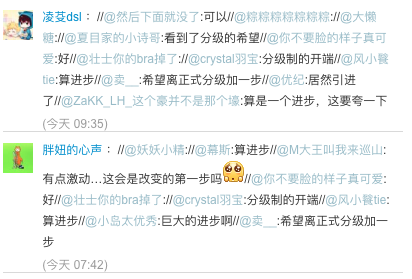 凌茭dsl： //@然后下面就没了:可以//@粽粽粽粽粽粽粽://@大懒
糖://@夏目家的小诗哥:看到了分级的希望//@你不要脸的样子真可
爱:好//@壮士你的bra掉了://@crystal羽宝:分级制的开端//@风小餮
tie:算进步//@卖__:希望离正式分级加一步//@优纪:居然引进
了//@ZaKK_LH_这个豪并不是那个壕:算是一个进步，这要夸一下
(今天 09:35)
胖妞的心声： //@妖妖小精://@幕斯:算进步//@M大王叫我来巡山:
有点激动…这会是改变的第一步吗//@你不要脸的样子真可爱:
好//@壮士你的bra掉了://@crystal羽宝:分级制的开端//@风小餮tie:
算进步//@小岛太优秀:巨大的进步啊//@卖__:希望离正式分级加一
步
(今天 07:42)